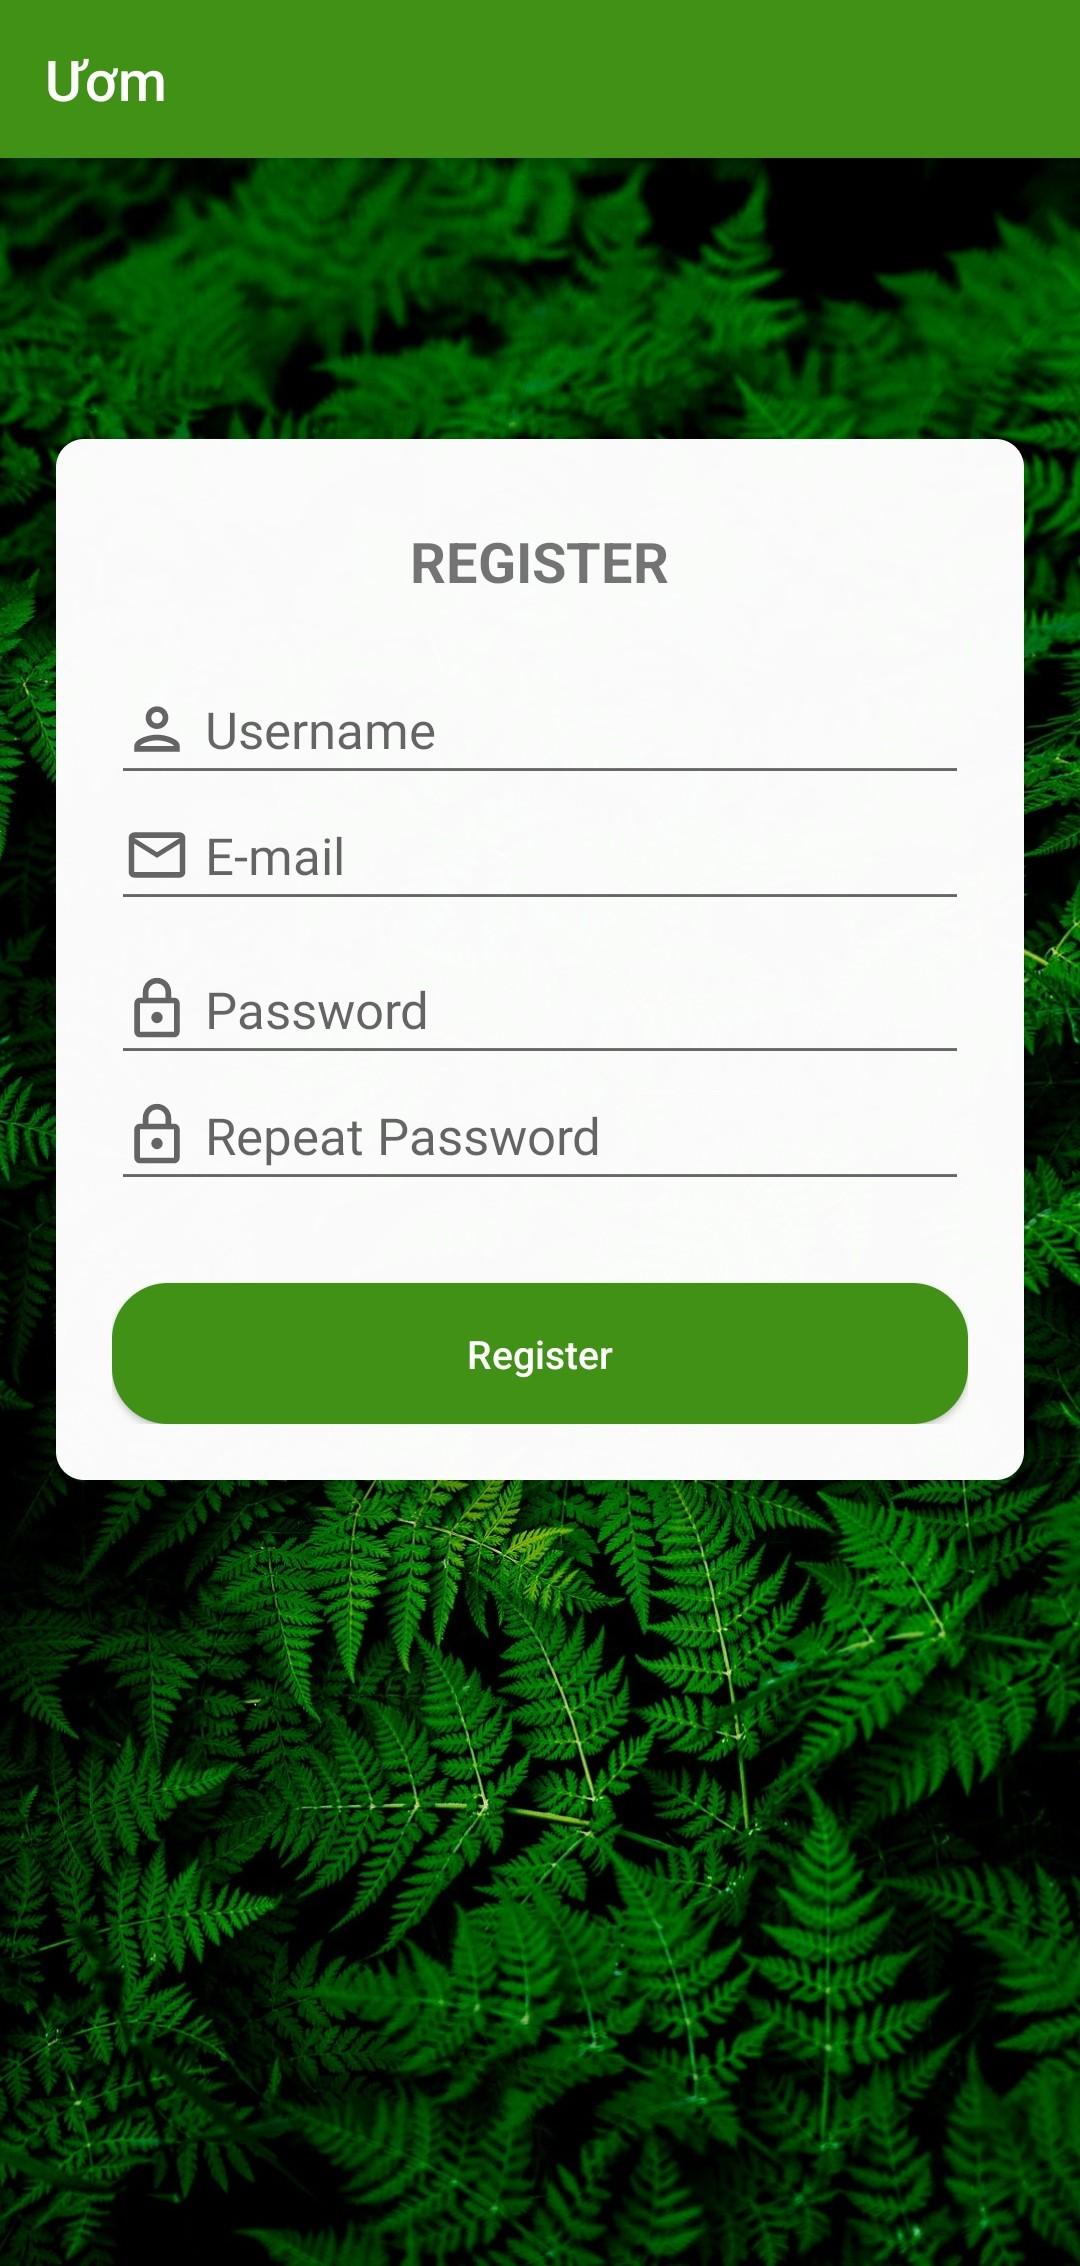 Ươm
REGISTER
Username
E-mail
Password
Repeat Password
Register